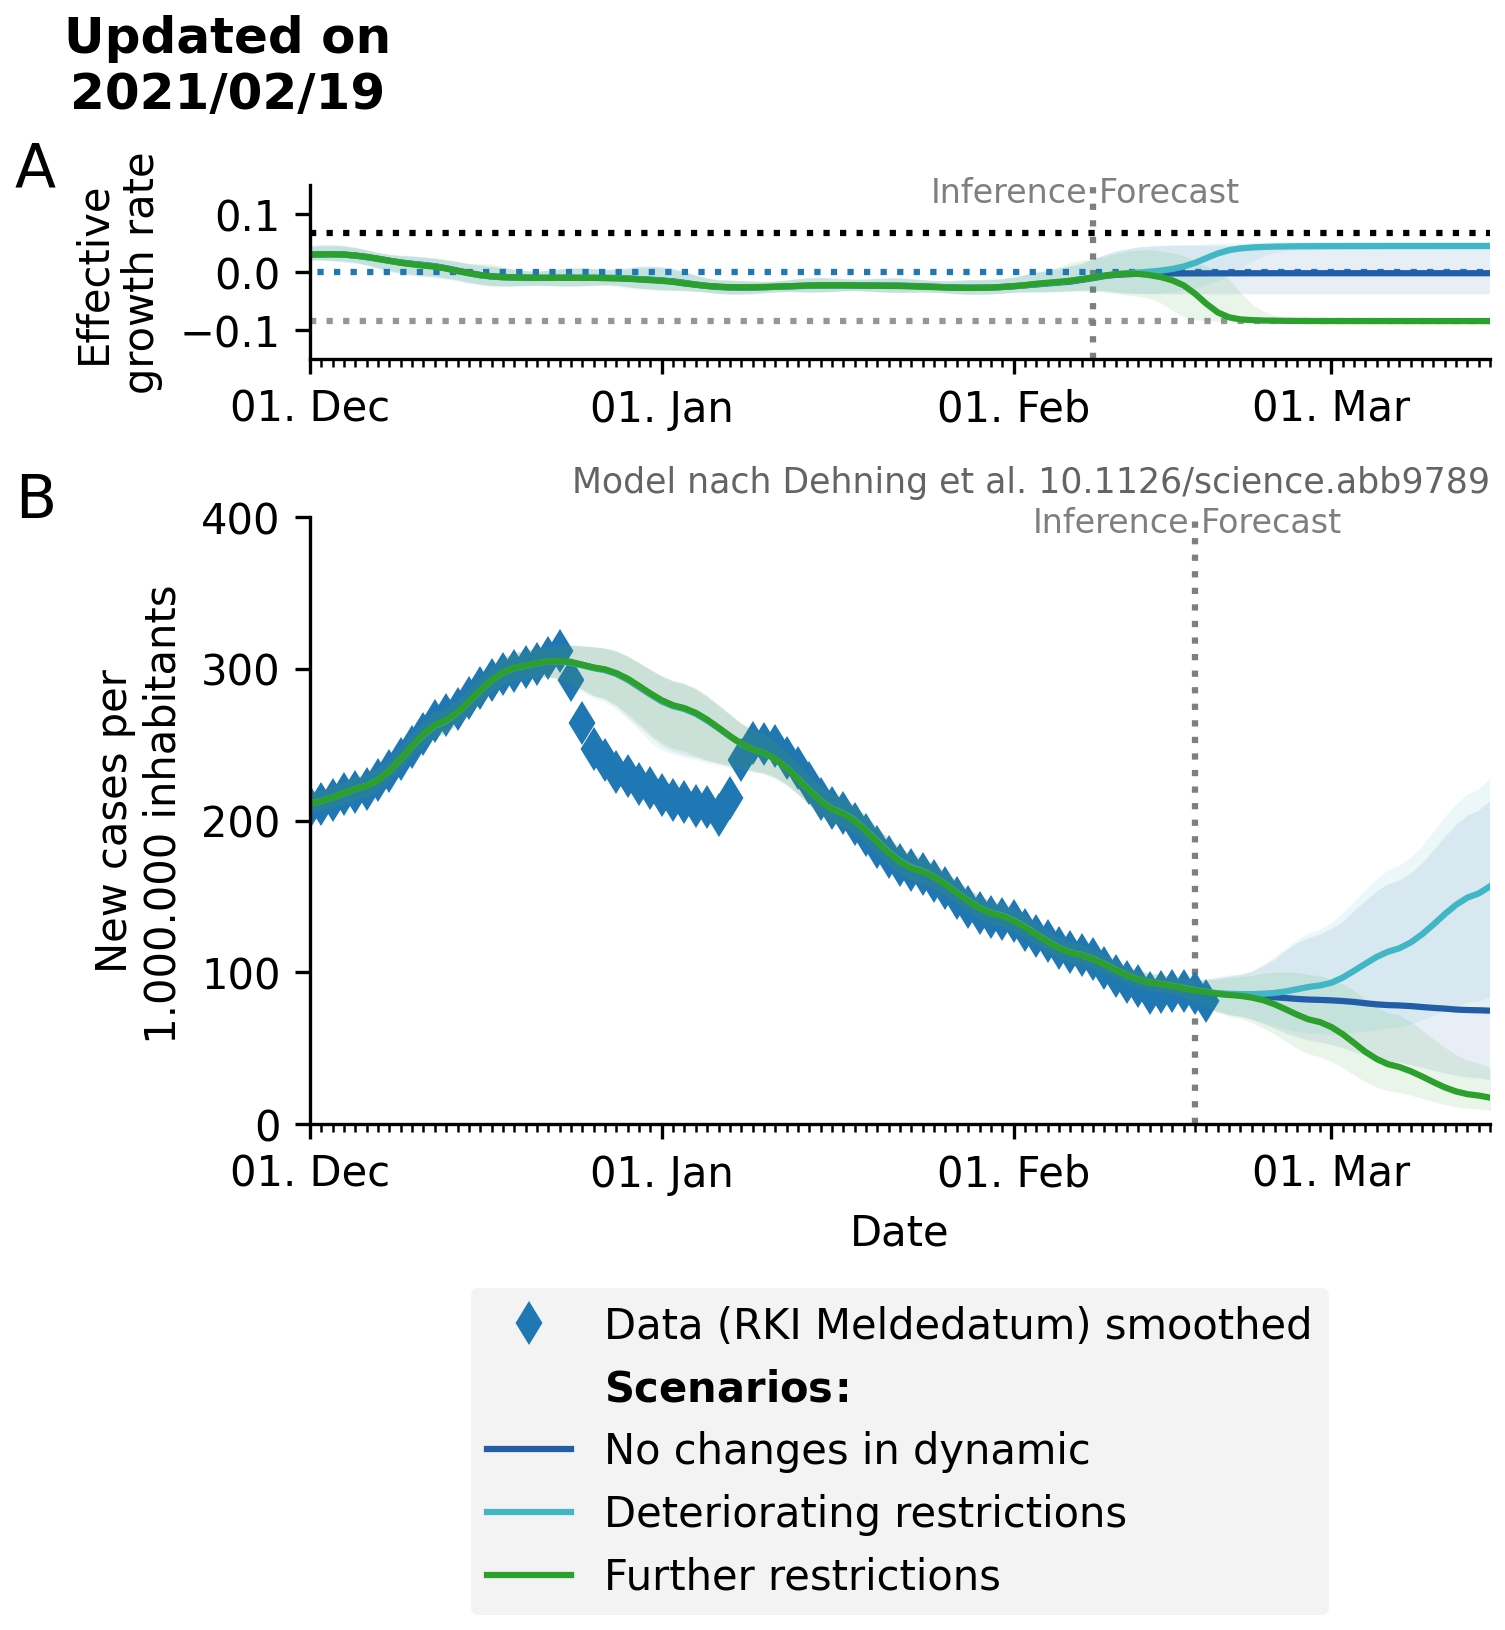 Updated on
2021/02/19
A
Effective
growth rate
0.1
0.0
−0.1
Inference Forecast
01. Dec 01. Jan 01. Feb 01. Mar
B
Model nach Dehning et al. 10.1126/science.abb9789
Inference Forecast
New cases per
1.000.000 inhabitants
400
300
200
100
0
01. Dec 01. Jan 01. Feb 01. Mar
Date
Data (RKI Meldedatum) smoothed
Scenarios:
No changes in dynamic
Deteriorating restrictions
Further restrictions